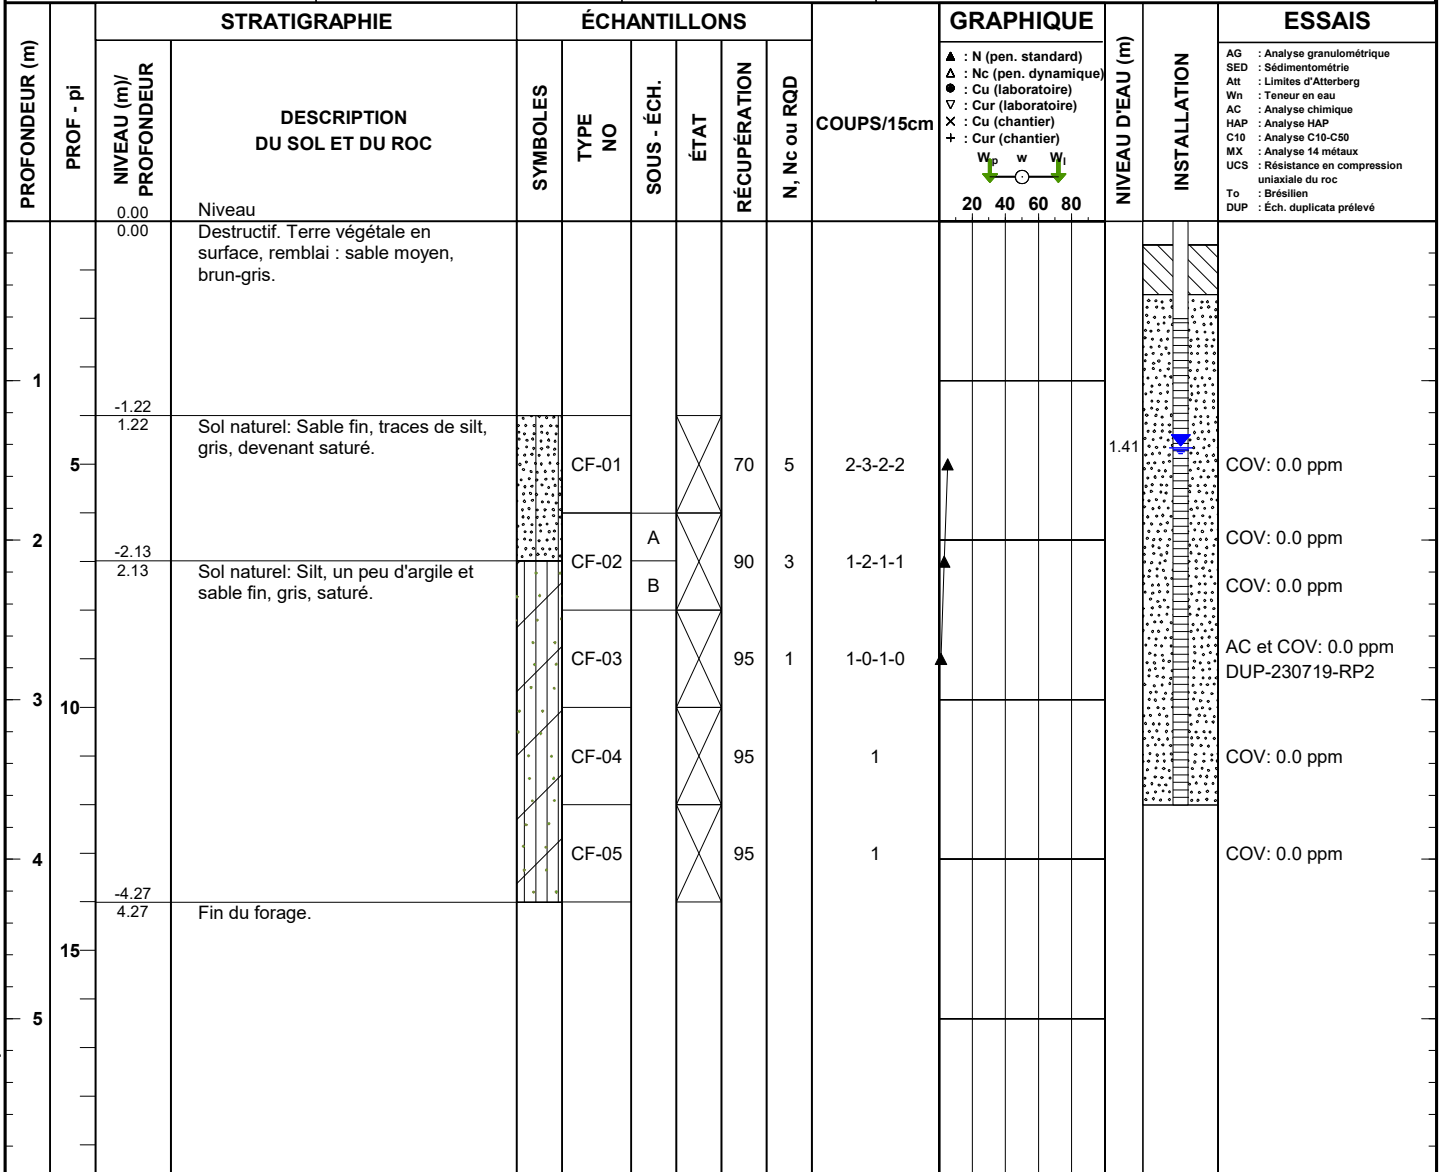 STRATIGRAPHIE
ÉCHANTILLONS
GRAPHIQUE
ESSAIS
PROFONDEUR (m)
PROF - pi
NIVEAU (m)/
PROFONDEUR
DESCRIPTION
DU SOL ET DU ROC
SYMBOLES
TYPE
NO
SOUS - ÉCH.
ÉTAT
RÉCUPÉRATION
N, Nc ou RQD
COUPS/15cm
▲ : N (pen. standard)
△ : Nc (pen. dynamique)
● : Cu (laboratoire)
▽ : Cur (laboratoire)
× : Cu (chantier)
+ : Cur (chantier)
Wp w Wl
20 40 60 80
NIVEAU D'EAU (m)
INSTALLATION
AG : Analyse granulométrique
SED : Sédimentométrie
Att : Limites d'Atterberg
Wn : Teneur en eau
AC : Analyse chimique
HAP : Analyse HAP
C10 : Analyse C10-C50
MX : Analyse 14 métaux
UCS : Résistance en compression
uniaxiale du roc
To : Brésilien
DUP : Éch. duplicata prélevé
0.00 Niveau
0.00 Destructif. Terre végétale en
surface, remblai : sable moyen,
brun-gris.
1
-1.22
1.22 Sol naturel: Sable fin, traces de silt,
gris, devenant saturé.
1.41
5 CF-01 70 5 2-3-2-2 COV: 0.0 ppm
2 A COV: 0.0 ppm
-2.13
CF-02 90 3 1-2-1-1
2.13 Sol naturel: Silt, un peu d'argile et
sable fin, gris, saturé.
B COV: 0.0 ppm
AC et COV: 0.0 ppm
CF-03 95 1 1-0-1-0
DUP-230719-RP2
3
10
CF-04 95 1 COV: 0.0 ppm
4 CF-05 95 1 COV: 0.0 ppm
-4.27
4.27 Fin du forage.
15
5